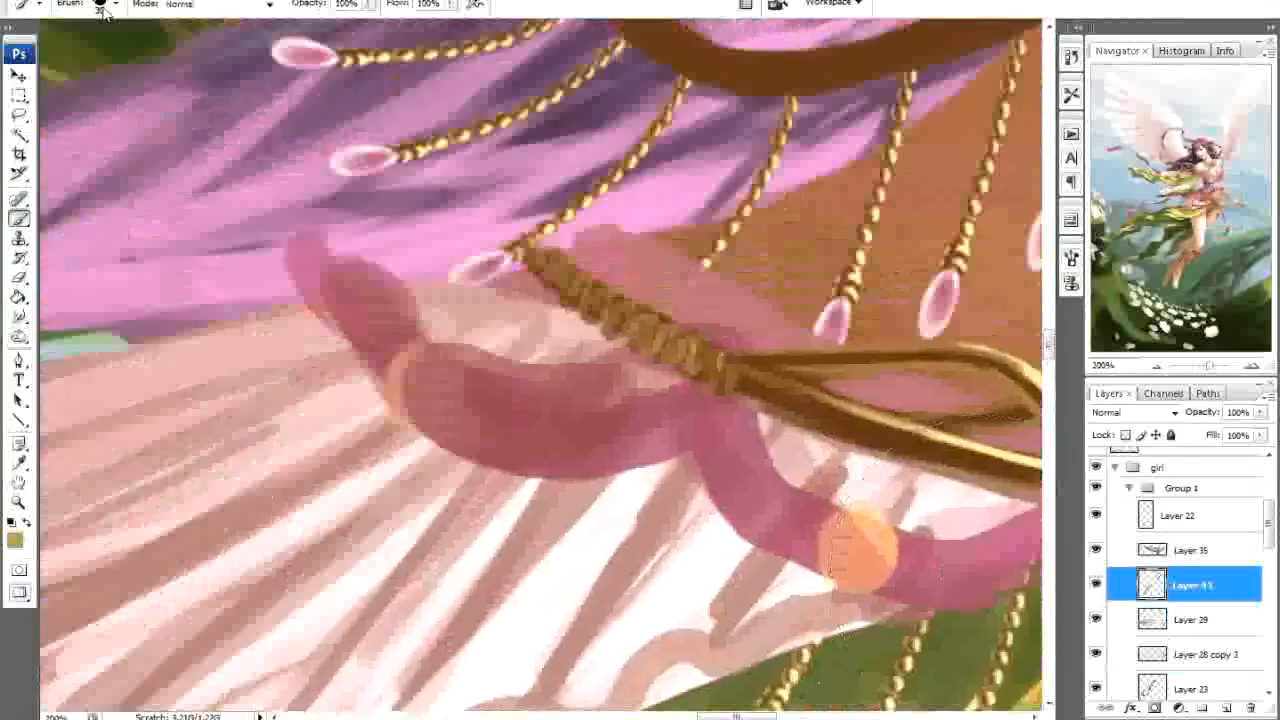 Brush: Mode: Normal Opacity: 100% Flow: 100% Workspace
Ps
Navigator x Histogram Info
200%
Layers x Channels Paths
Normal Opacity: 100%
Lock: Fill: 100%
girl
Group 1
Layer 22
Layer 35
Layer 29
Layer 28 copy 3
Layer 23
200%